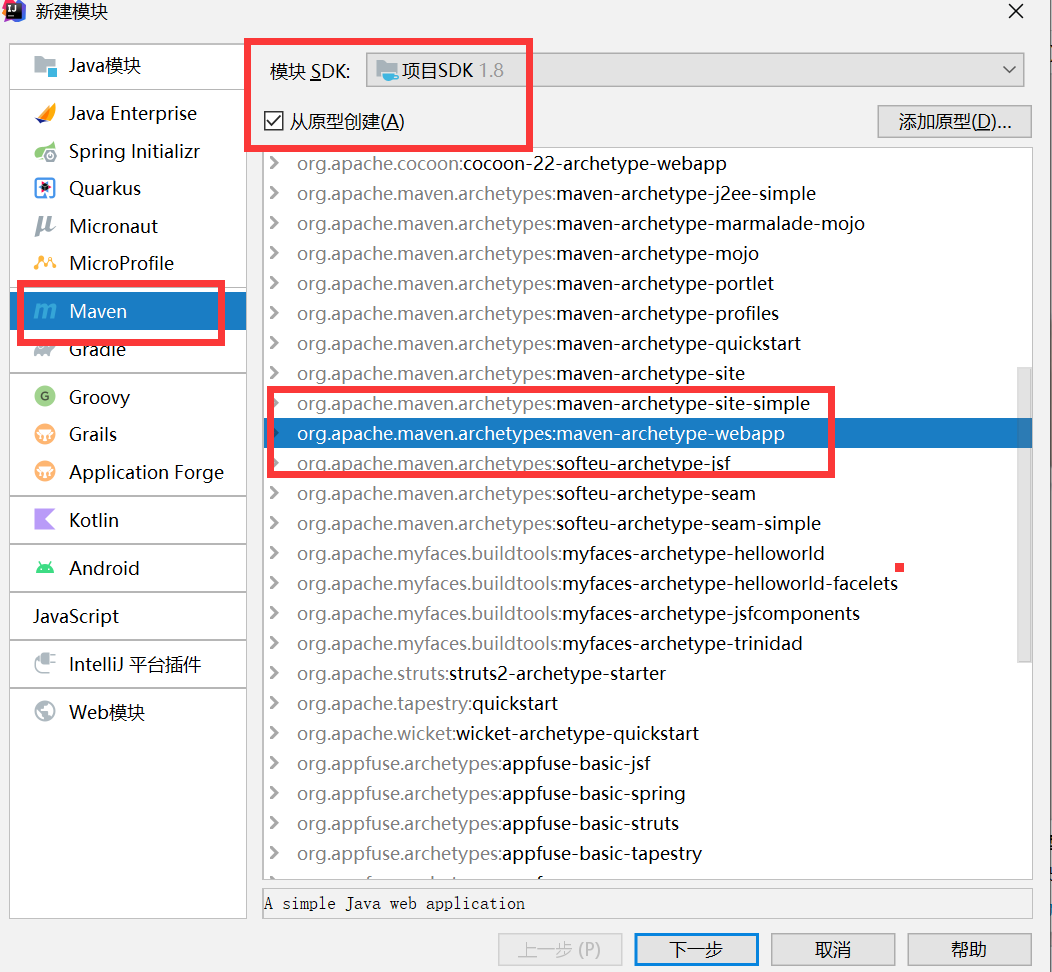 新建模块
Java模块
Java Enterprise
Spring Initializr
Quarkus
Micronaut
MicroProfile
Maven
Gradle
Groovy
Grails
Application Forge
Kotlin
Android
JavaScript
IntelliJ 平台插件
Web模块
模块 SDK: 项目SDK 1.8
从原型创建(A)
添加原型(D)...
org.apache.cocoon:cocoon-22-archetype-webapp
org.apache.maven.archetypes:maven-archetype-j2ee-simple
org.apache.maven.archetypes:maven-archetype-marmalade-mojo
org.apache.maven.archetypes:maven-archetype-mojo
org.apache.maven.archetypes:maven-archetype-portlet
org.apache.maven.archetypes:maven-archetype-profiles
org.apache.maven.archetypes:maven-archetype-quickstart
org.apache.maven.archetypes:maven-archetype-site
org.apache.maven.archetypes:maven-archetype-site-simple
org.apache.maven.archetypes:maven-archetype-webapp
org.apache.maven.archetypes:softeu-archetype-jsf
org.apache.maven.archetypes:softeu-archetype-seam
org.apache.maven.archetypes:softeu-archetype-seam-simple
org.apache.myfaces.buildtools:myfaces-archetype-helloworld
org.apache.myfaces.buildtools:myfaces-archetype-helloworld-facelets
org.apache.myfaces.buildtools:myfaces-archetype-jsfcomponents
org.apache.myfaces.buildtools:myfaces-archetype-trinidad
org.apache.struts:struts2-archetype-starter
org.apache.tapestry:quickstart
org.apache.wicket:wicket-archetype-quickstart
org.appfuse.archetypes:appfuse-basic-jsf
org.appfuse.archetypes:appfuse-basic-spring
org.appfuse.archetypes:appfuse-basic-struts
org.appfuse.archetypes:appfuse-basic-tapestry
A simple Java web application
上一步 (P)
下一步
取消
帮助